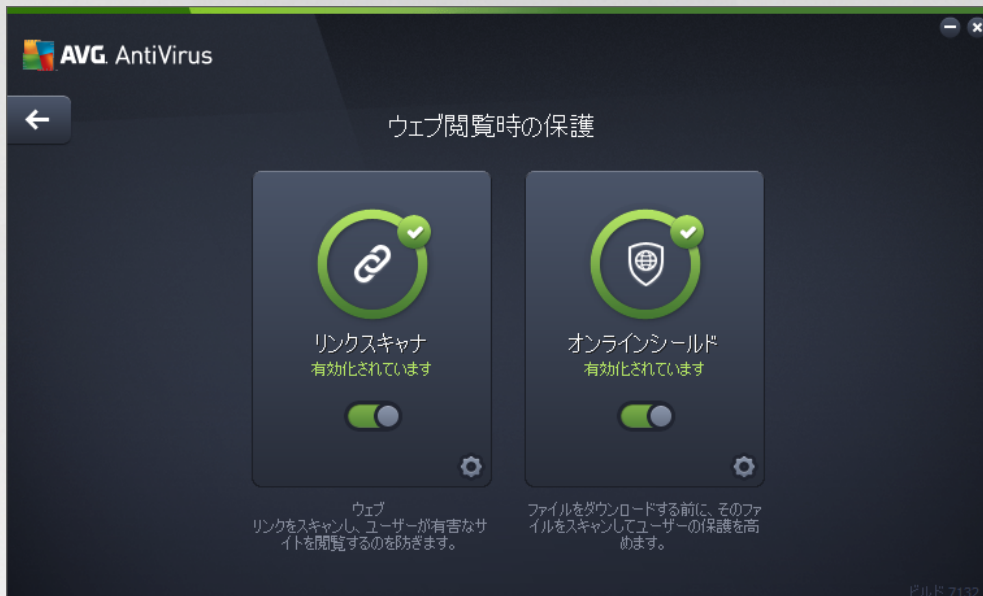 AVG. AntiVirus
ウェブ閲覧時の保護
リンクスキャナ
有効化されています
ウェブ
リンクをスキャンし、ユーザーが有害なサ
イトを閲覧するのを防ぎます。
オンラインシールド
有効化されています
ファイルをダウンロードする前に、そのファ
イルをスキャンしてユーザーの保護を高
めます。
ビルド 7132